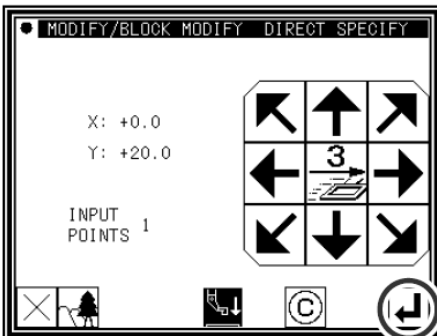 MODIFY/BLOCK MODIFY DIRECT SPECIFY
X: +0.0
Y: +20.0
3
INPUT
POINTS 1
C